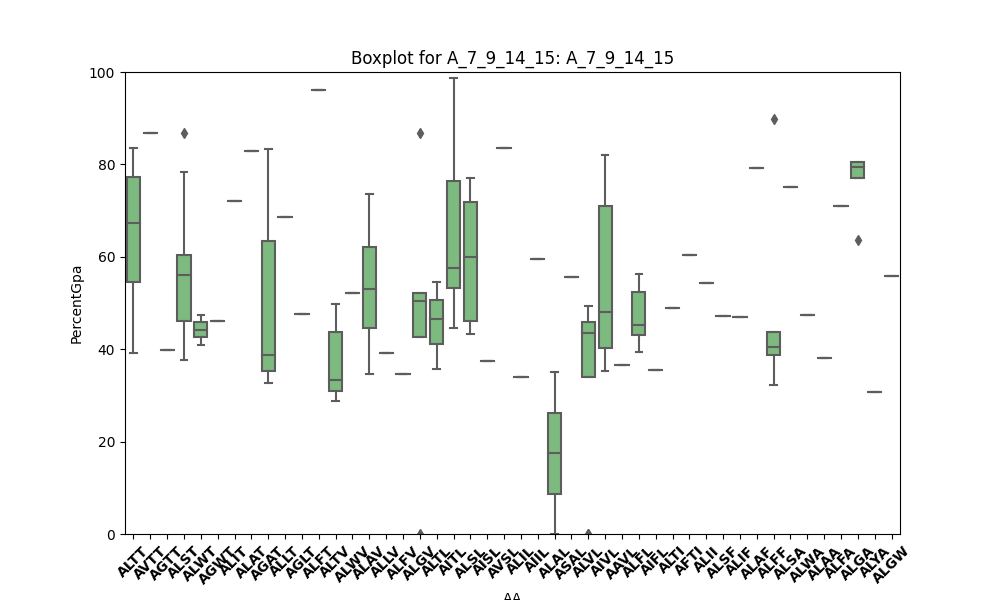 Boxplot for A_7_9_14_15: A_7_9_14_15
PercentGpa
100
80
60
40
20
0
ALTT
AVTT
AGTT
ALST
ALWT
AGWT
ALIT
ALAT
AGAT
ALLT
AGLT
ALFT
ALTV
ALWV
ALAV
ALLV
ALFV
ALGV
ALTL
AITL
ALSL
AISL
AVSL
ALIL
AIIL
ALAL
ASAL
ALVL
AIVL
AAVL
ALFL
AIFL
ALTI
AFTI
ALII
ALSF
ALIF
ALAF
ALFF
ALSA
ALWA
ALAA
ALFA
ALGA
ALYA
ALGW
AA